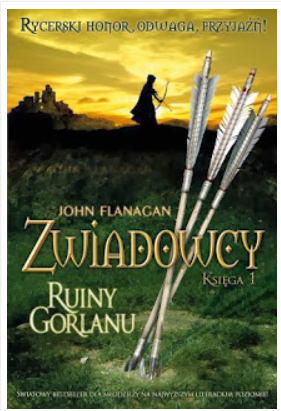 RYCERSKI HONOR, ODWAGA, PRZYJAŹŃ!
JOHN FLANAGAN
ZWIADOWCY
KSIĘGA 1
RUINY
GORLANU
ŚWIATOWY BESTSELLER DLA MŁODZIEŻY NA NAJWYŻSZYM LITERACKIM POZIOMIE!